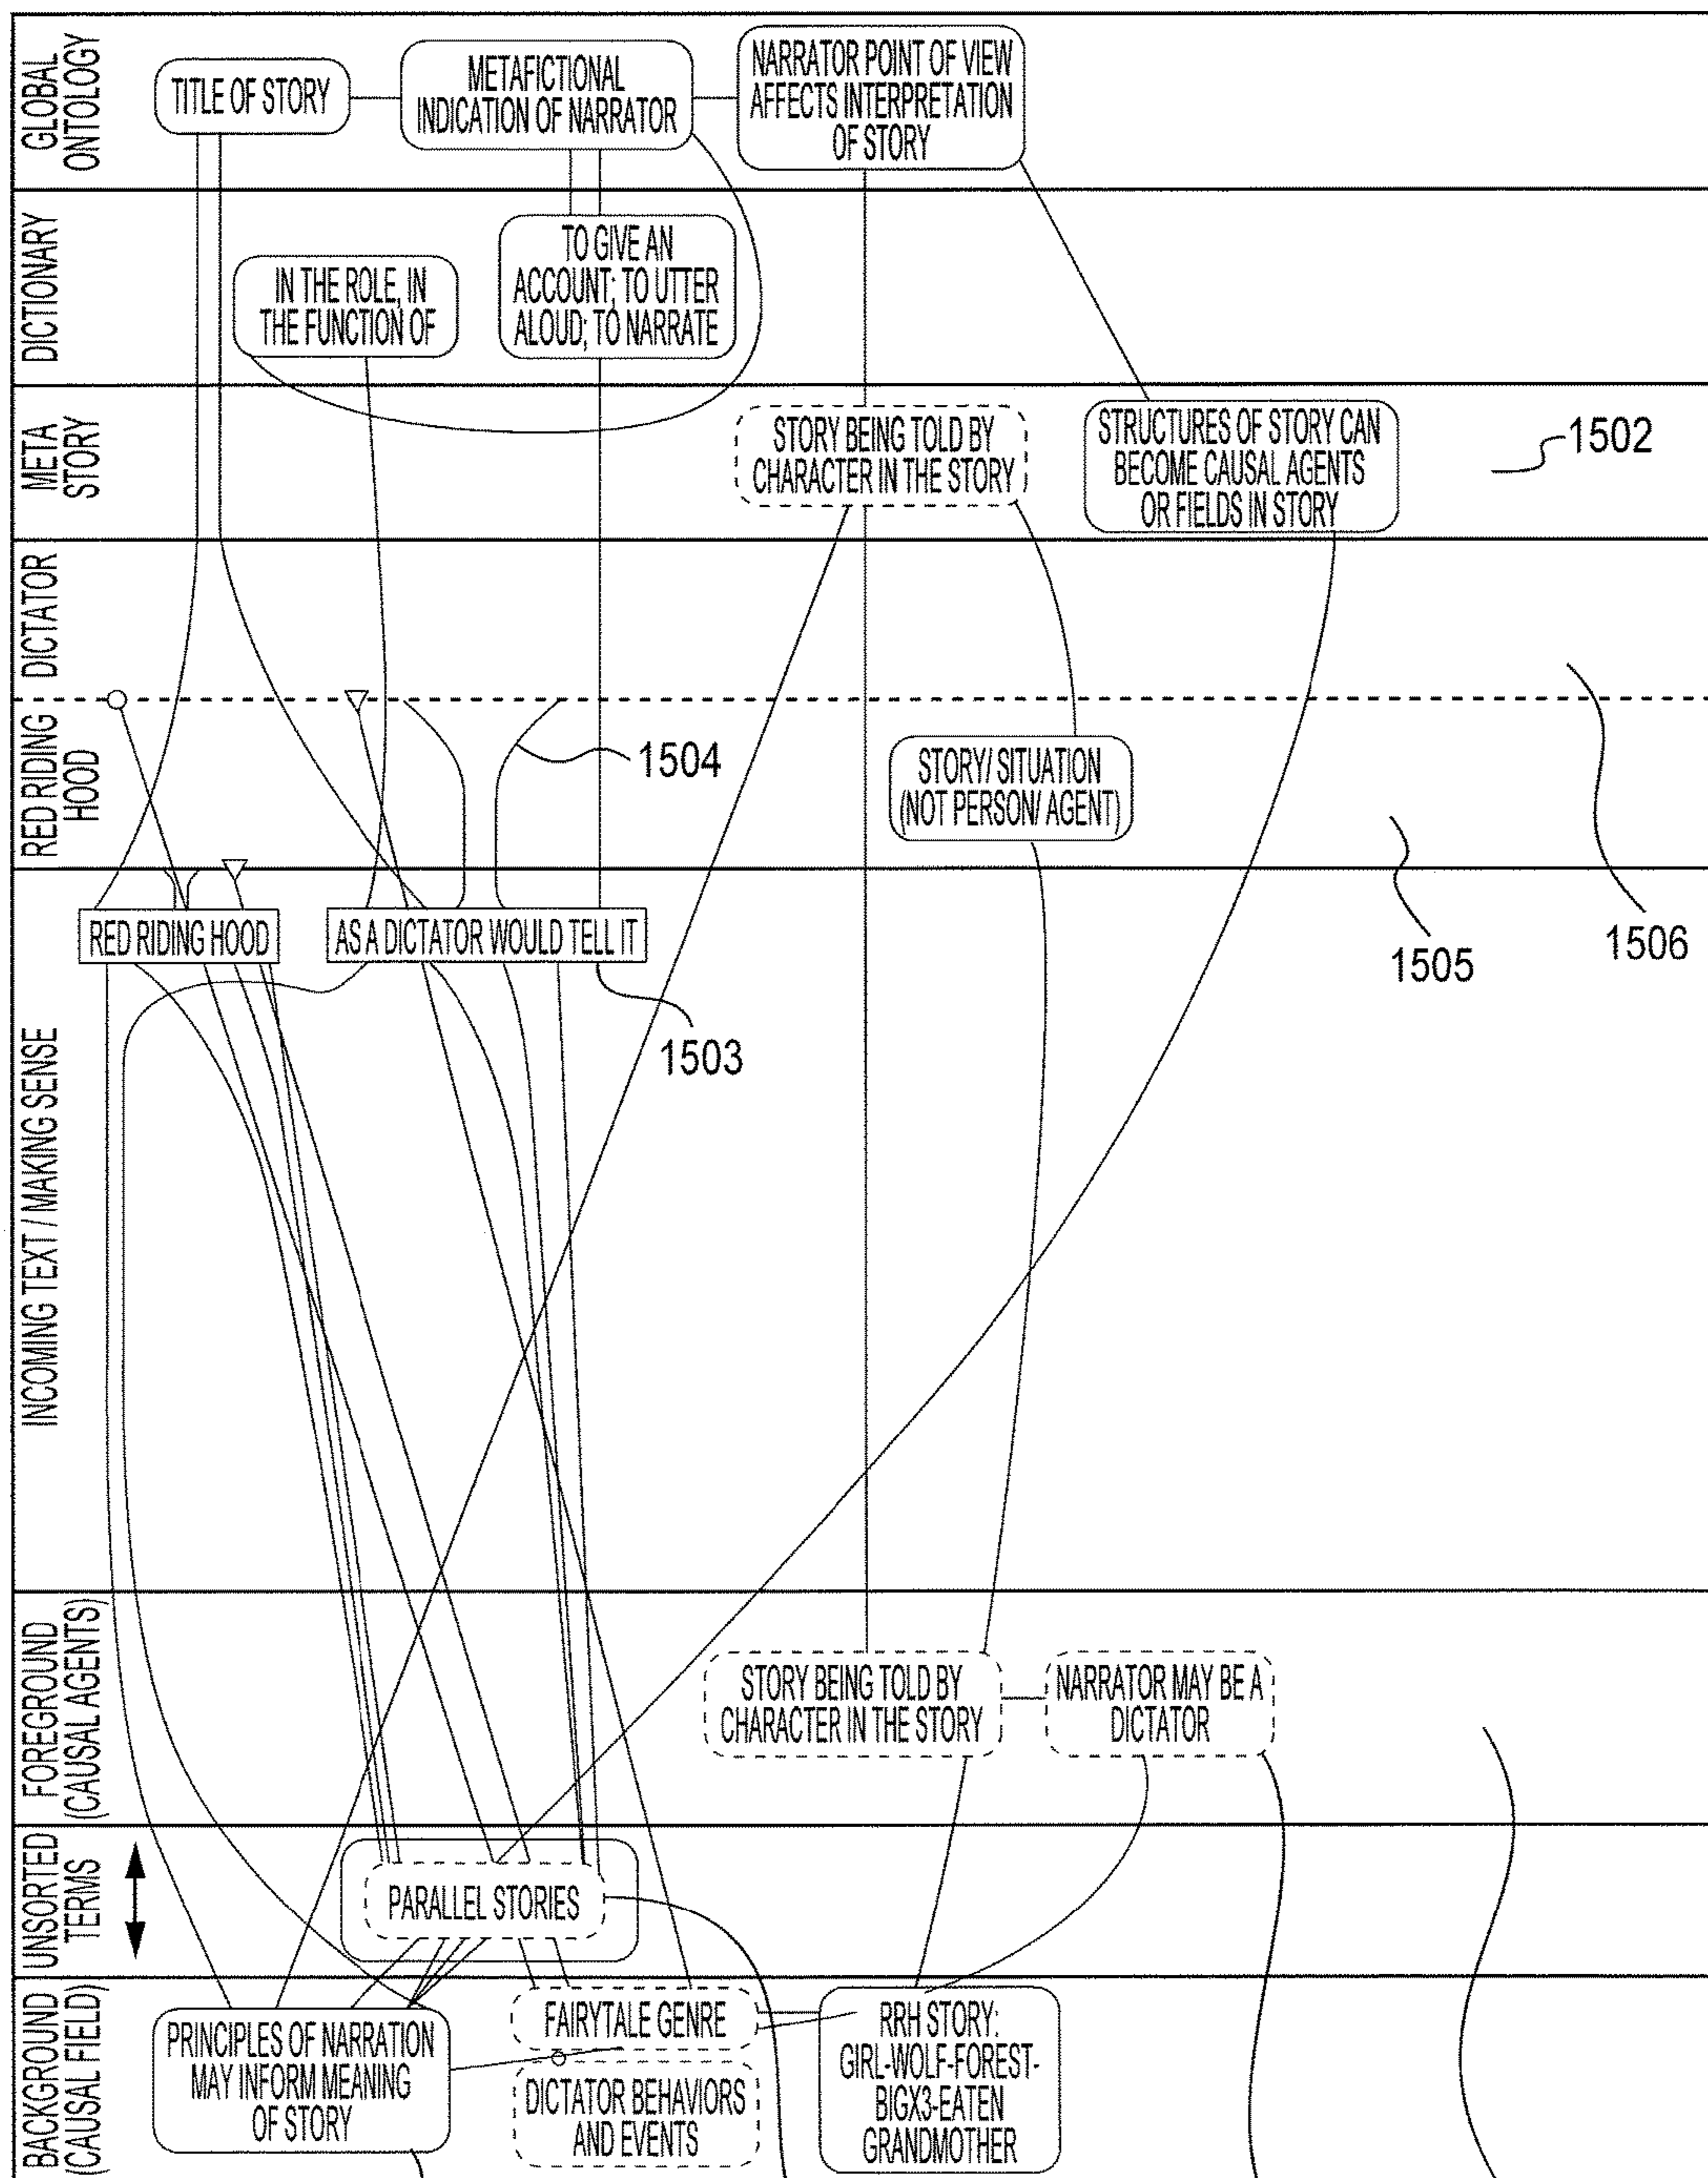 GLOBAL
ONTOLOGY
TITLE OF STORY
METAFICTIONAL
INDICATION OF NARRATOR
NARRATOR POINT OF VIEW
AFFECTS INTERPRETATION
OF STORY
DICTIONARY
IN THE ROLE, IN
THE FUNCTION OF
TO GIVE AN
ACCOUNT; TO UTTER
ALOUD; TO NARRATE
META
STORY
STORY BEING TOLD BY
CHARACTER IN THE STORY
STRUCTURES OF STORY CAN
BECOME CAUSAL AGENTS
OR FIELDS IN STORY
1502
DICTATOR
RED RIDING
HOOD
1504
STORY/ SITUATION
(NOT PERSON/ AGENT)
1505
1506
INCOMING TEXT / MAKING SENSE
RED RIDING HOOD
AS A DICTATOR WOULD TELL IT
1503
FOREGROUND
(CAUSAL AGENTS)
STORY BEING TOLD BY
CHARACTER IN THE STORY
NARRATOR MAY BE A
DICTATOR
UNSORTED
TERMS
PARALLEL STORIES
BACKGROUND
(CAUSAL FIELD)
PRINCIPLES OF NARRATION
MAY INFORM MEANING
OF STORY
FAIRYTALE GENRE
DICTATOR BEHAVIORS
AND EVENTS
RRH STORY:
GIRL-WOLF-FOREST-
BIGX3-EATEN
GRANDMOTHER